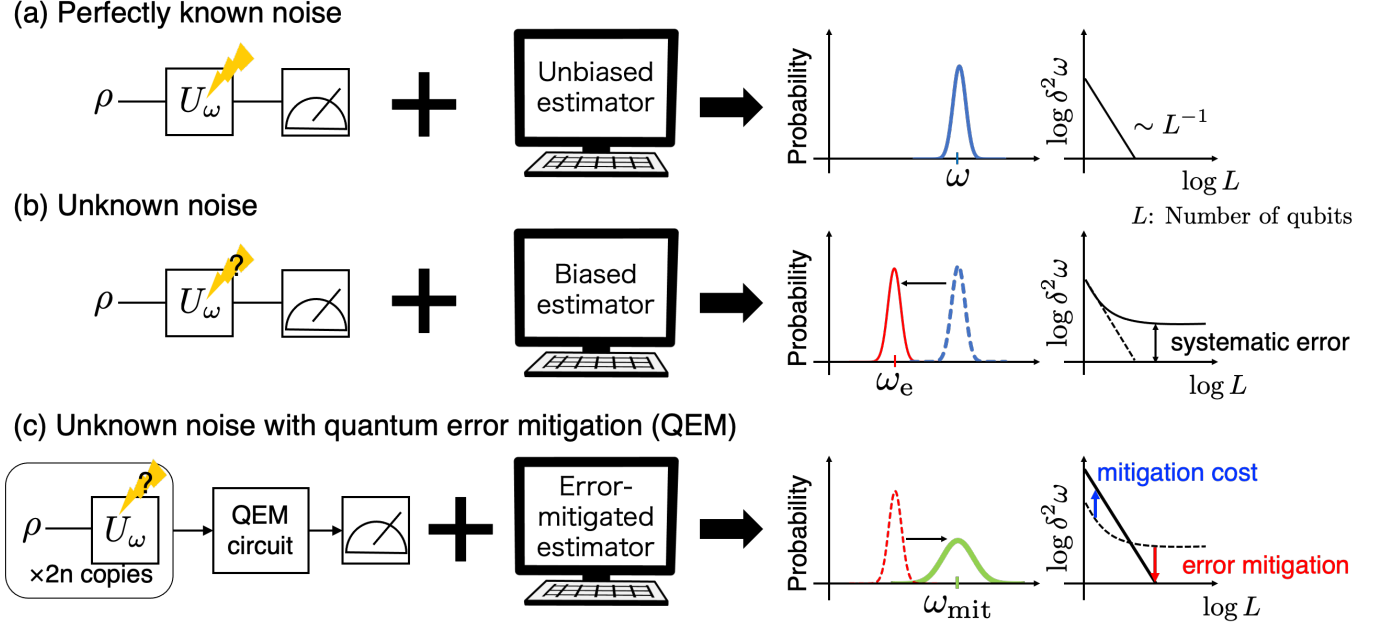 (a) Perfectly known noise
ρ
U_ω
Unbiased
estimator
Probability
ω
log δ²ω
~ L⁻¹
log L
L: Number of qubits
(b) Unknown noise
ρ
U_ω
?
Biased
estimator
Probability
ω_e
log δ²ω
systematic error
log L
(c) Unknown noise with quantum error mitigation (QEM)
ρ
U_ω
?
×2n copies
QEM
circuit
Error-
mitigated
estimator
Probability
ω_mit
log δ²ω
mitigation cost
error mitigation
log L